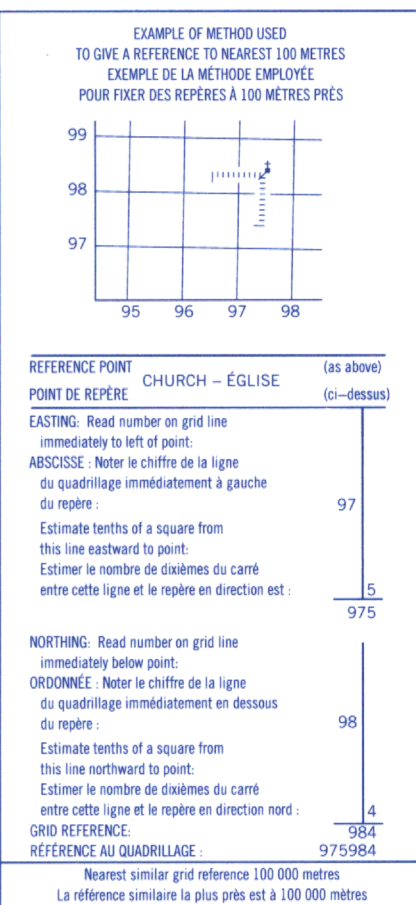 EXAMPLE OF METHOD USED
TO GIVE A REFERENCE TO NEAREST 100 METRES
EXEMPLE DE LA MÉTHODE EMPLOYÉE
POUR FIXER DES REPÈRES À 100 MÈTRES PRÈS
99
98
97
95 96 97 98
REFERENCE POINT
POINT DE REPÈRE
CHURCH – ÉGLISE
(as above)
(ci–dessus)
EASTING: Read number on grid line
immediately to left of point:
ABSCISSE : Noter le chiffre de la ligne
du quadrillage immédiatement à gauche
du repère : 97
Estimate tenths of a square from
this line eastward to point:
Estimer le nombre de dixièmes du carré
entre cette ligne et le repère en direction est : 5
975
NORTHING: Read number on grid line
immediately below point:
ORDONNÉE : Noter le chiffre de la ligne
du quadrillage immédiatement en dessous
du repère : 98
Estimate tenths of a square from
this line northward to point:
Estimer le nombre de dixièmes du carré
entre cette ligne et le repère en direction nord : 4
GRID REFERENCE: 984
RÉFÉRENCE AU QUADRILLAGE : 975984
Nearest similar grid reference 100 000 metres
La référence similaire la plus près est à 100 000 mètres